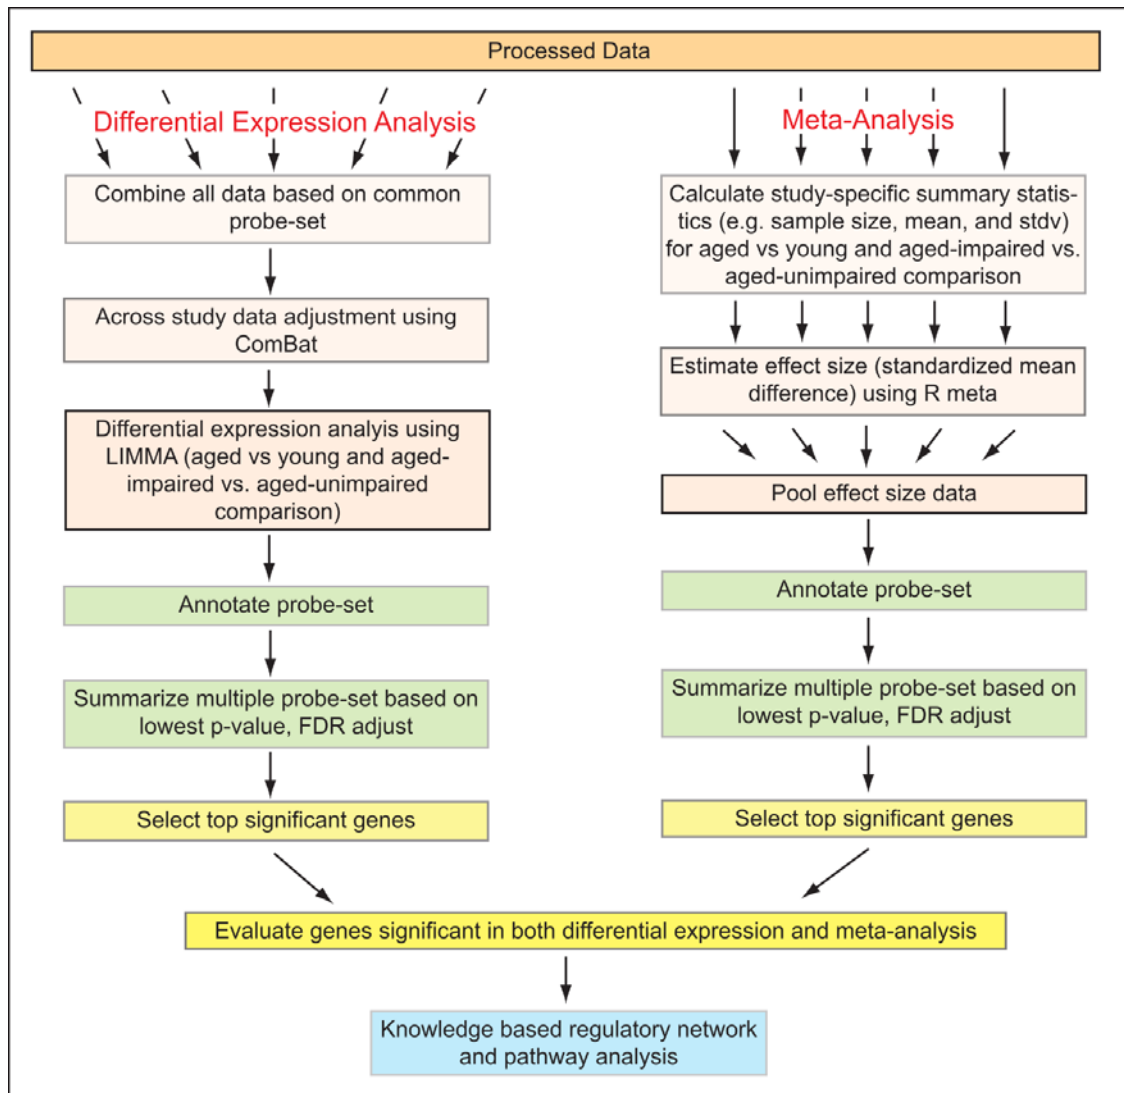 Processed Data
Differential Expression Analysis
Combine all data based on common
probe-set
Across study data adjustment using
ComBat
Differential expression analyis using
LIMMA (aged vs young and aged-
impaired vs. aged-unimpaired
comparison)
Annotate probe-set
Summarize multiple probe-set based on
lowest p-value, FDR adjust
Select top significant genes
Meta-Analysis
Calculate study-specific summary statis-
tics (e.g. sample size, mean, and stdv)
for aged vs young and aged-impaired vs.
aged-unimpaired comparison
Estimate effect size (standardized mean
difference) using R meta
Pool effect size data
Annotate probe-set
Summarize multiple probe-set based on
lowest p-value, FDR adjust
Select top significant genes
Evaluate genes significant in both differential expression and meta-analysis
Knowledge based regulatory network
and pathway analysis